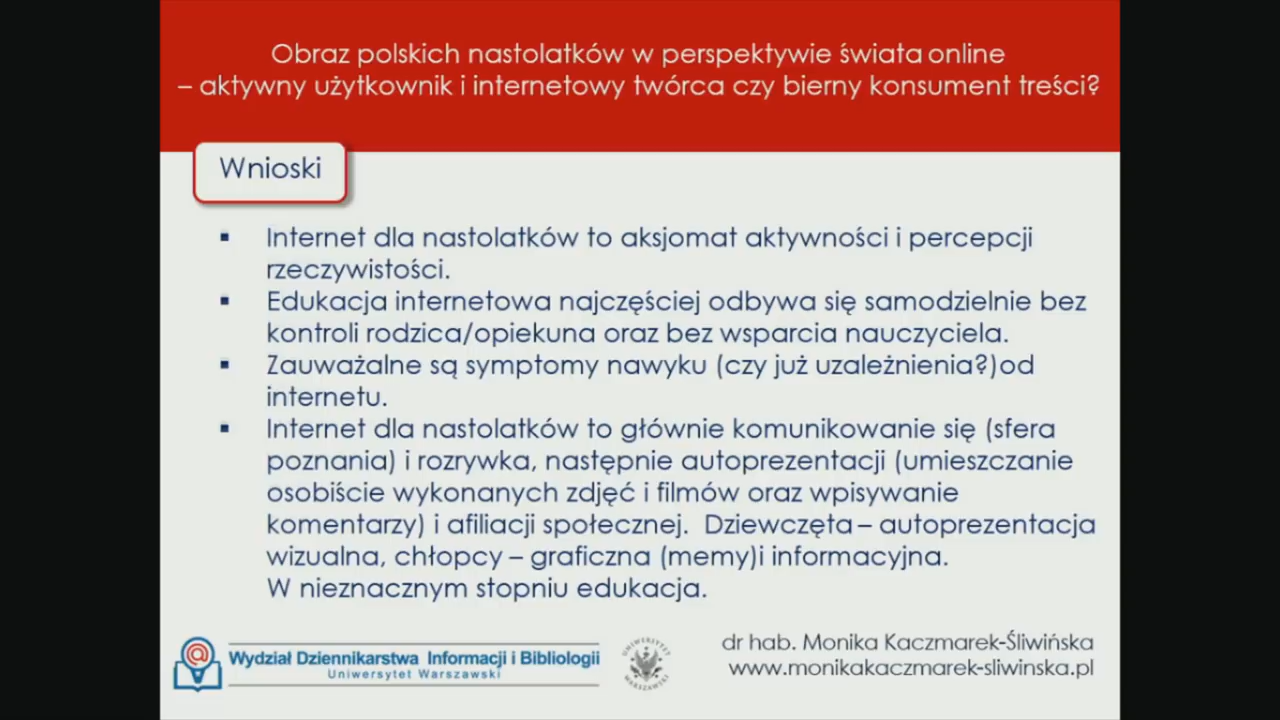 Obraz polskich nastolatków w perspektywie świata online
– aktywny użytkownik i internetowy twórca czy bierny konsument treści?
Wnioski
▪ Internet dla nastolatków to aksjomat aktywności i percepcji
rzeczywistości.
▪ Edukacja internetowa najczęściej odbywa się samodzielnie bez
kontroli rodzica/opiekuna oraz bez wsparcia nauczyciela.
▪ Zauważalne są symptomy nawyku (czy już uzależnienia?)od
internetu.
▪ Internet dla nastolatków to głównie komunikowanie się (sfera
poznania) i rozrywka, następnie autoprezentacji (umieszczanie
osobiście wykonanych zdjęć i filmów oraz wpisywanie
komentarzy) i afiliacji społecznej. Dziewczęta – autoprezentacja
wizualna, chłopcy – graficzna (memy)i informacyjna.
W nieznacznym stopniu edukacja.
Wydział Dziennikarstwa Informacji i Bibliologii
Uniwersytet Warszawski
UNIWERSYTET
WARSZAWSKI
dr hab. Monika Kaczmarek-Śliwińska
www.monikakaczmarek-sliwinska.pl